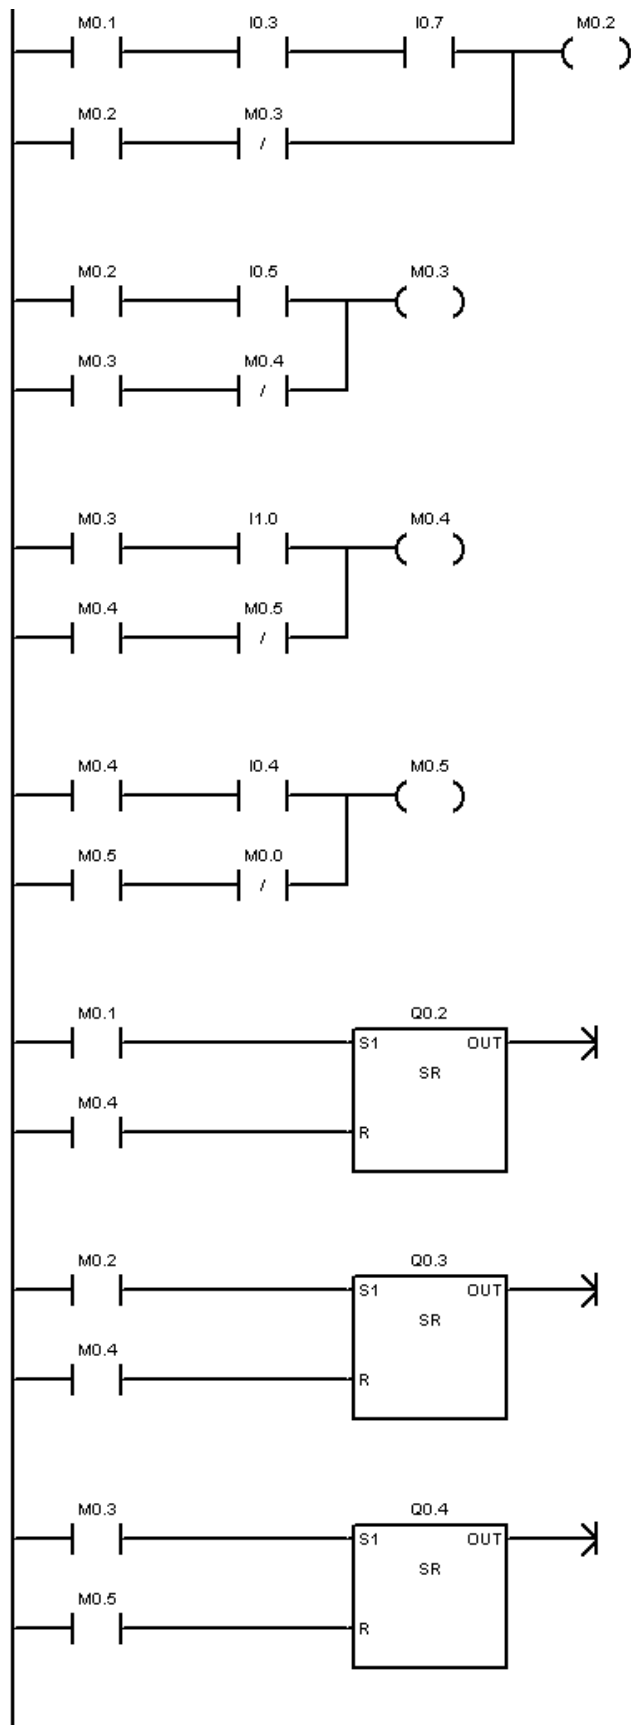 M0.1 I0.3 I0.7 M0.2
M0.2 M0.3
/
M0.2 I0.5 M0.3
M0.3 M0.4
/
M0.3 I1.0 M0.4
M0.4 M0.5
/
M0.4 I0.4 M0.5
M0.5 M0.0
/
M0.1 Q0.2
S1 OUT
SR
M0.4
R
M0.2 Q0.3
S1 OUT
SR
M0.4
R
M0.3 Q0.4
S1 OUT
SR
M0.5
R